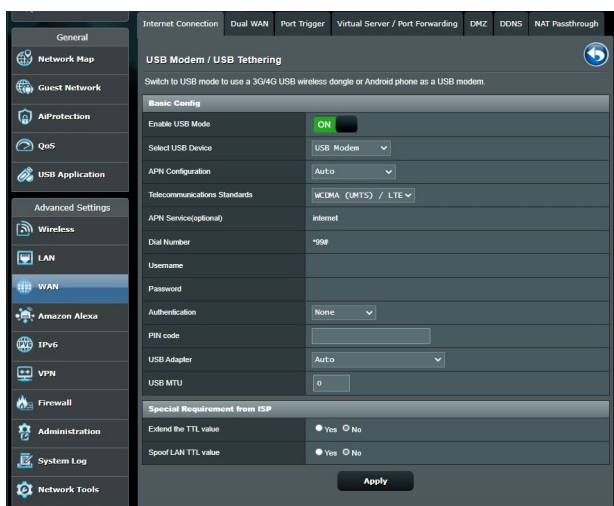 Internet Connection Dual WAN Port Trigger Virtual Server / Port Forwarding DMZ DDNS NAT Passthrough
General
Network Map
Guest Network
AiProtection
QoS
USB Application
Advanced Settings
Wireless
LAN
WAN
Amazon Alexa
IPv6
VPN
Firewall
Administration
System Log
Network Tools
USB Modem / USB Tethering
Switch to USB mode to use a 3G/4G USB wireless dongle or Android phone as a USB modem.
Basic Config
Enable USB Mode ON
Select USB Device USB Modem
APN Configuration Auto
Telecommunications Standards WCDMA (UMTS) / LTE
APN Service(optional) internet
Dial Number *99#
Username
Password
Authentication None
PIN code
USB Adapter Auto
USB MTU 0
Special Requirement from ISP
Extend the TTL value Yes No
Spoof LAN TTL value Yes No
Apply